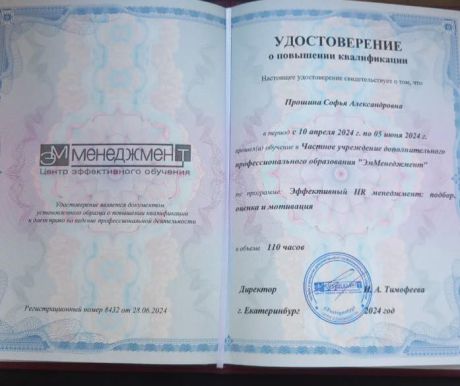 ЭМ МЕНЕДЖМЕНТ
Центр эффективного обучения
Удостоверение является документом
установленного образца о повышении квалификации
и дает право на ведение профессиональной деятельности
Регистрационный номер 8432 от 28.06.2024
УДОСТОВЕРЕНИЕ
о повышении квалификации
Настоящее удостоверение свидетельствует о том, что
Прошина Софья Александровна
в период с 10 апреля 2024 г. по 05 июня 2024 г.
прошел(а) обучение в Частное учреждение дополнительного
профессионального образования "ЭмМенеджмент"
по программе: Эффективный HR менеджмент: подбор,
оценка и мотивация
в объеме 110 часов
Директор И. А. Тимофеева
г. Екатеринбург 2024 год